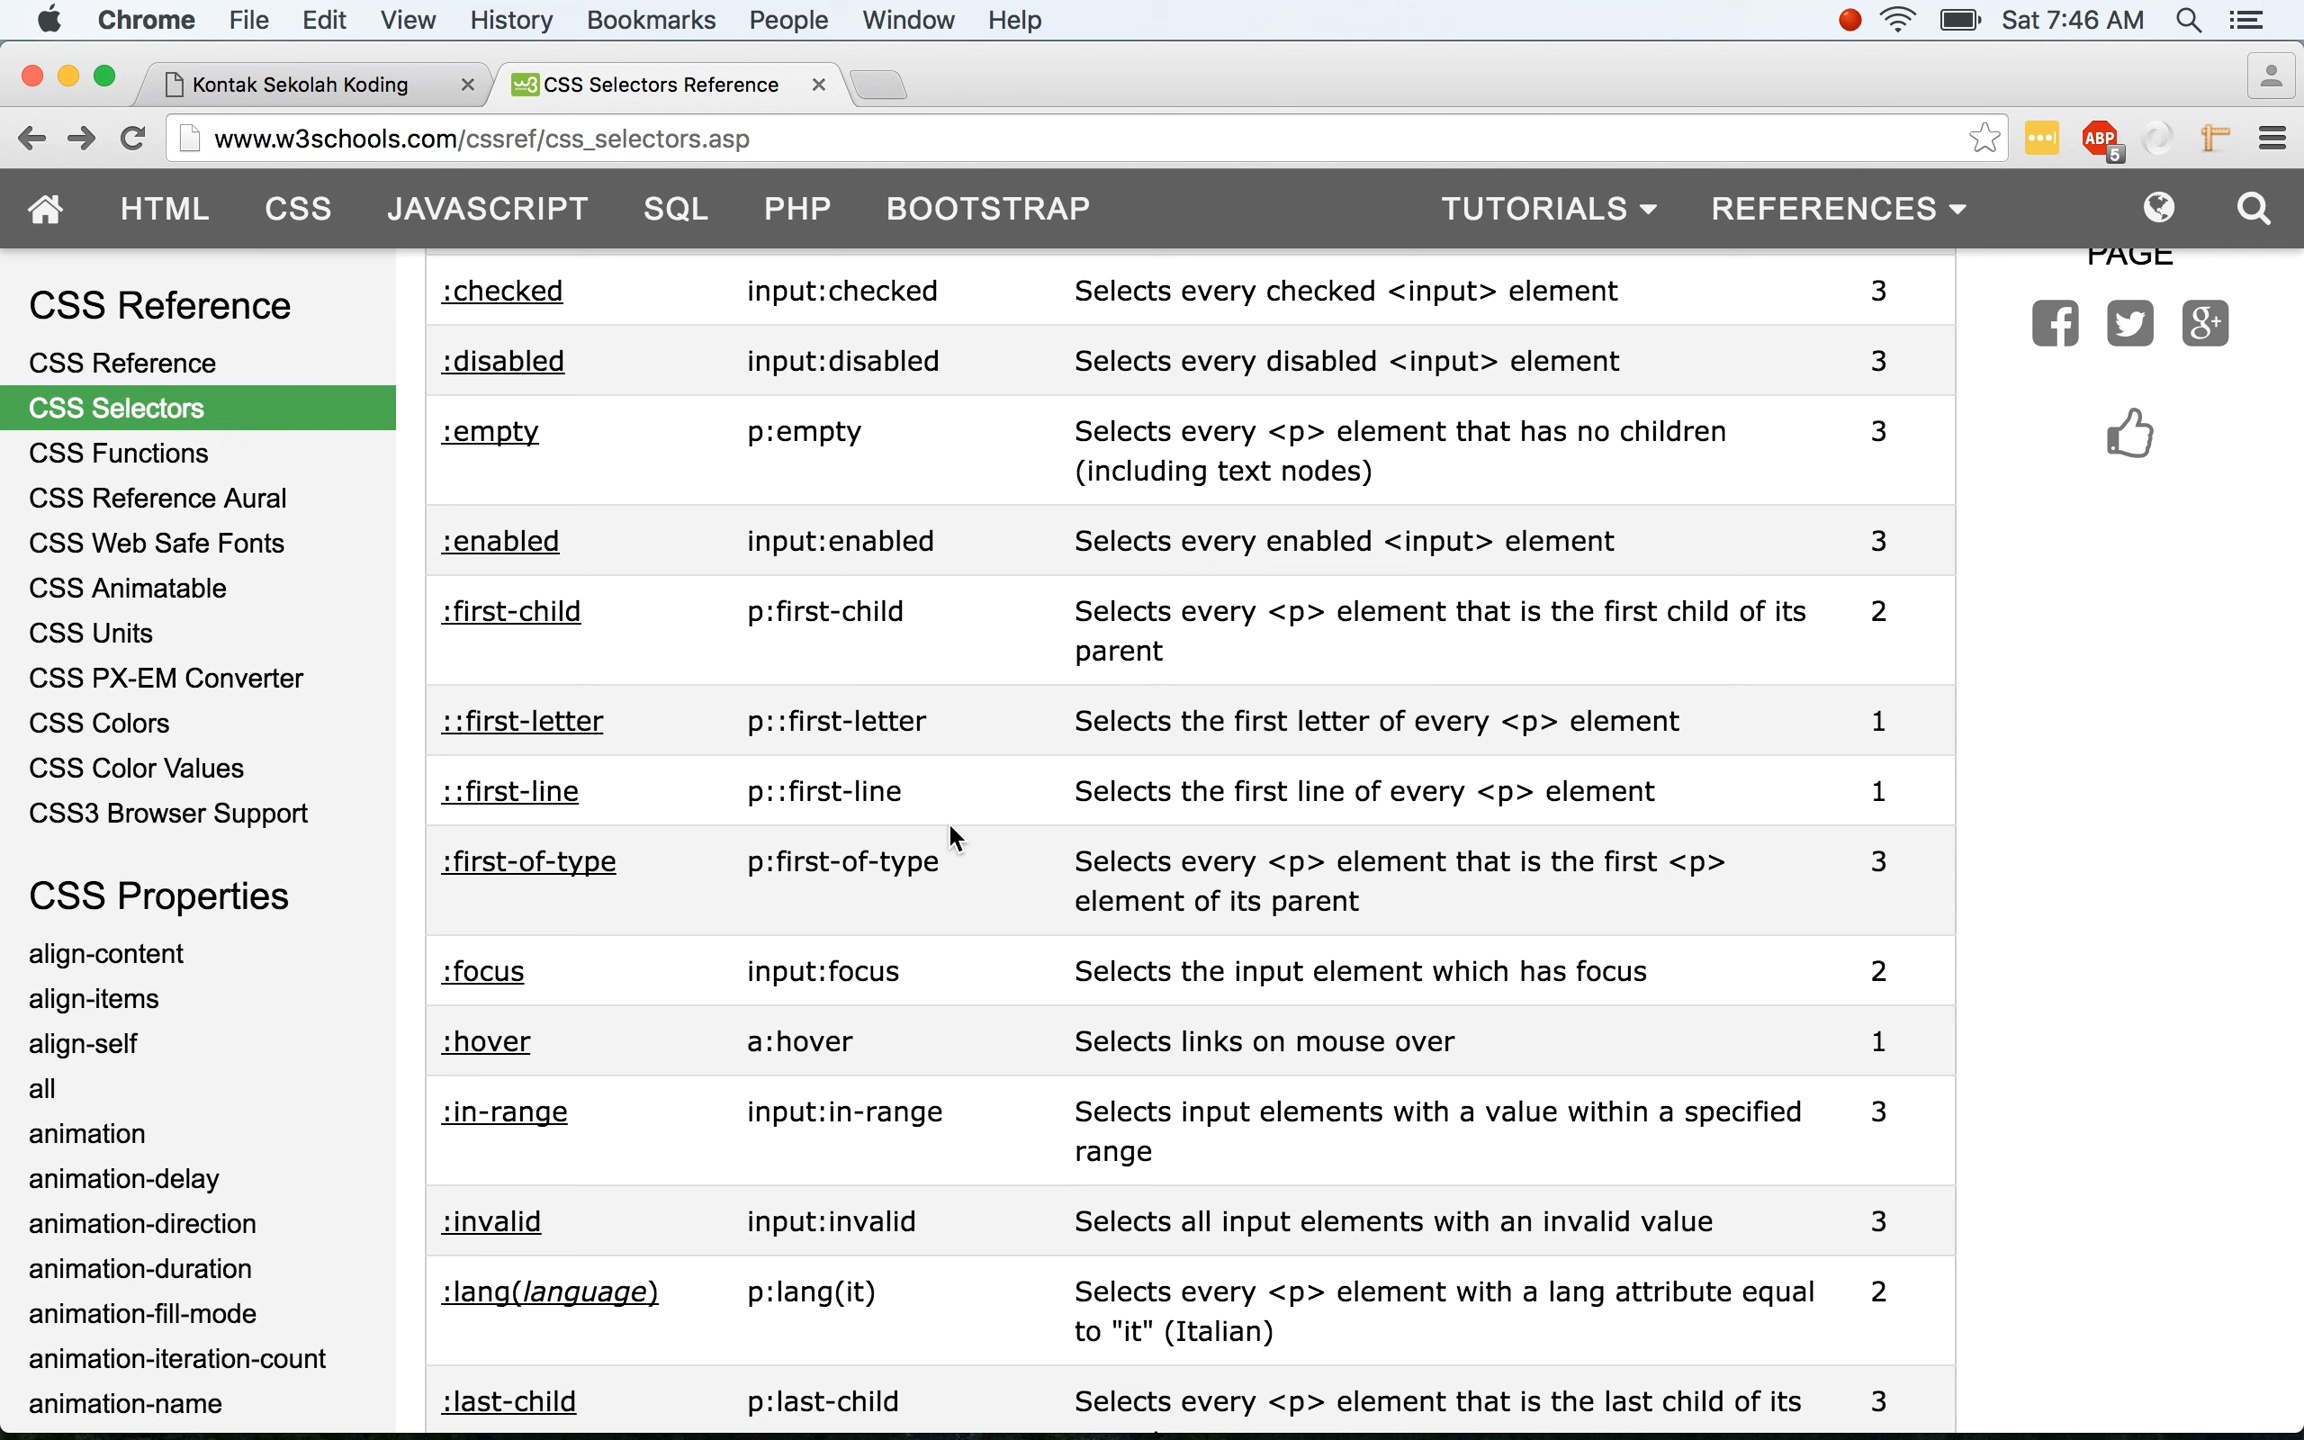 Chrome File Edit View History Bookmarks People Window Help Sat 7:46 AM
Kontak Sekolah Koding
CSS Selectors Reference
www.w3schools.com/cssref/css_selectors.asp
ABP
5
HTML CSS JAVASCRIPT SQL PHP BOOTSTRAP TUTORIALS REFERENCES
PAGE
CSS Reference
CSS Reference
CSS Selectors
CSS Functions
CSS Reference Aural
CSS Web Safe Fonts
CSS Animatable
CSS Units
CSS PX-EM Converter
CSS Colors
CSS Color Values
CSS3 Browser Support
CSS Properties
align-content
align-items
align-self
all
animation
animation-delay
animation-direction
animation-duration
animation-fill-mode
animation-iteration-count
animation-name
:checked input:checked Selects every checked <input> element 3
:disabled input:disabled Selects every disabled <input> element 3
:empty p:empty Selects every <p> element that has no children 3
(including text nodes)
:enabled input:enabled Selects every enabled <input> element 3
:first-child p:first-child Selects every <p> element that is the first child of its 2
parent
::first-letter p::first-letter Selects the first letter of every <p> element 1
::first-line p::first-line Selects the first line of every <p> element 1
:first-of-type p:first-of-type Selects every <p> element that is the first <p> 3
element of its parent
:focus input:focus Selects the input element which has focus 2
:hover a:hover Selects links on mouse over 1
:in-range input:in-range Selects input elements with a value within a specified 3
range
:invalid input:invalid Selects all input elements with an invalid value 3
:lang(language) p:lang(it) Selects every <p> element with a lang attribute equal 2
to "it" (Italian)
:last-child p:last-child Selects every <p> element that is the last child of its 3